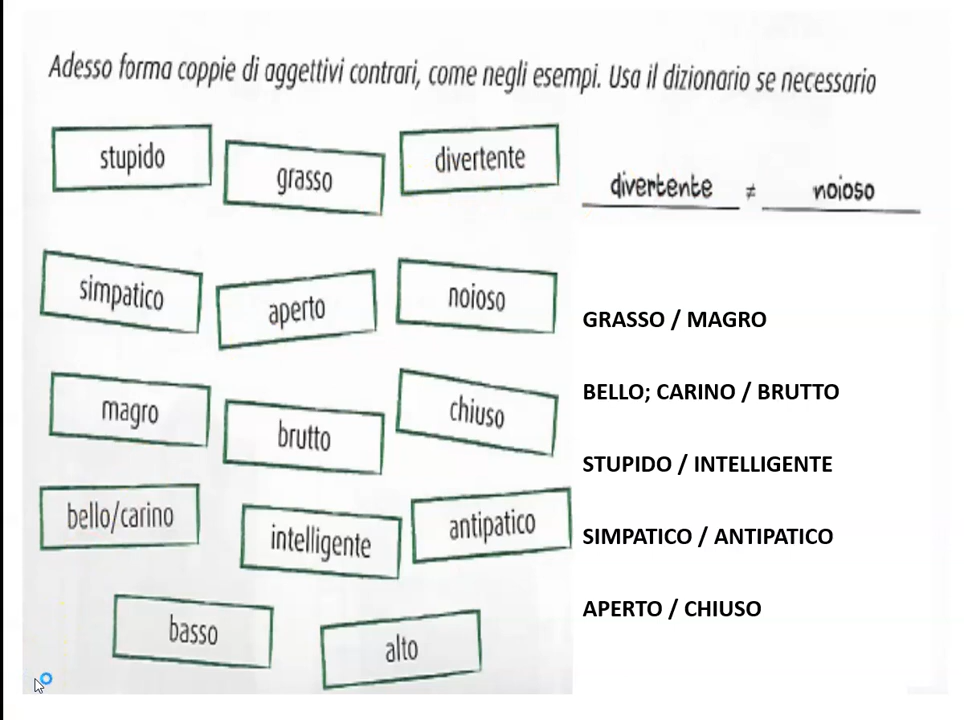 Adesso forma coppie di aggettivi contrari, come negli esempi. Usa il dizionario se necessario
stupido
grasso
divertente
divertente ≠ noioso
simpatico
aperto
noioso
GRASSO / MAGRO
magro
brutto
chiuso
BELLO; CARINO / BRUTTO
STUPIDO / INTELLIGENTE
bello/carino
intelligente
antipatico
SIMPATICO / ANTIPATICO
basso
alto
APERTO / CHIUSO